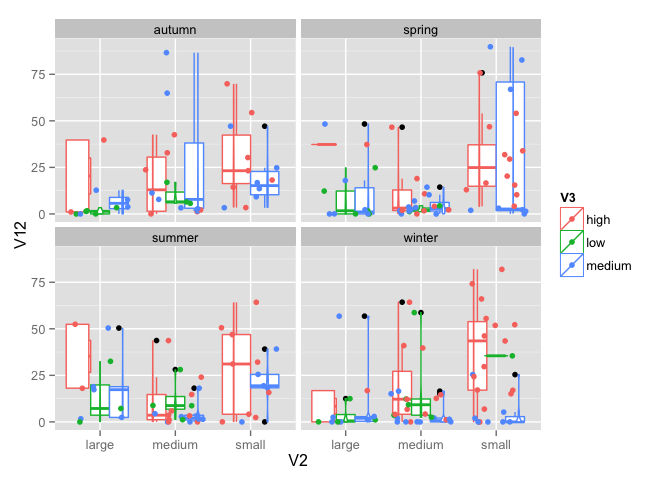 autumn
spring
75
50
25
0
V12
summer
winter
75
50
25
0
large
medium
small
large
medium
small
V2
V3
high
low
medium